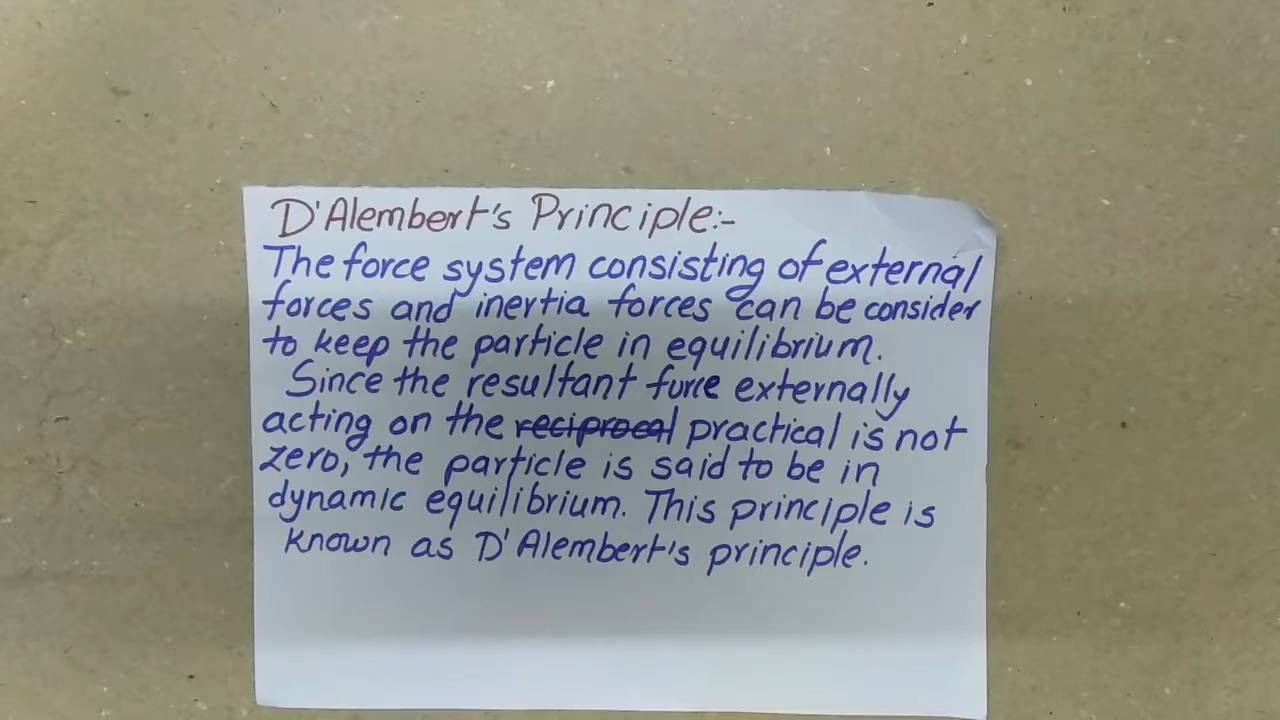 D'Alembert's Principle:-
The force system consisting of external
forces and inertia forces can be consider
to keep the particle in equilibrium.
Since the resultant force externally
acting on the reciprocal practical is not
zero, the particle is said to be in
dynamic equilibrium. This principle is
known as D'Alembert's principle.